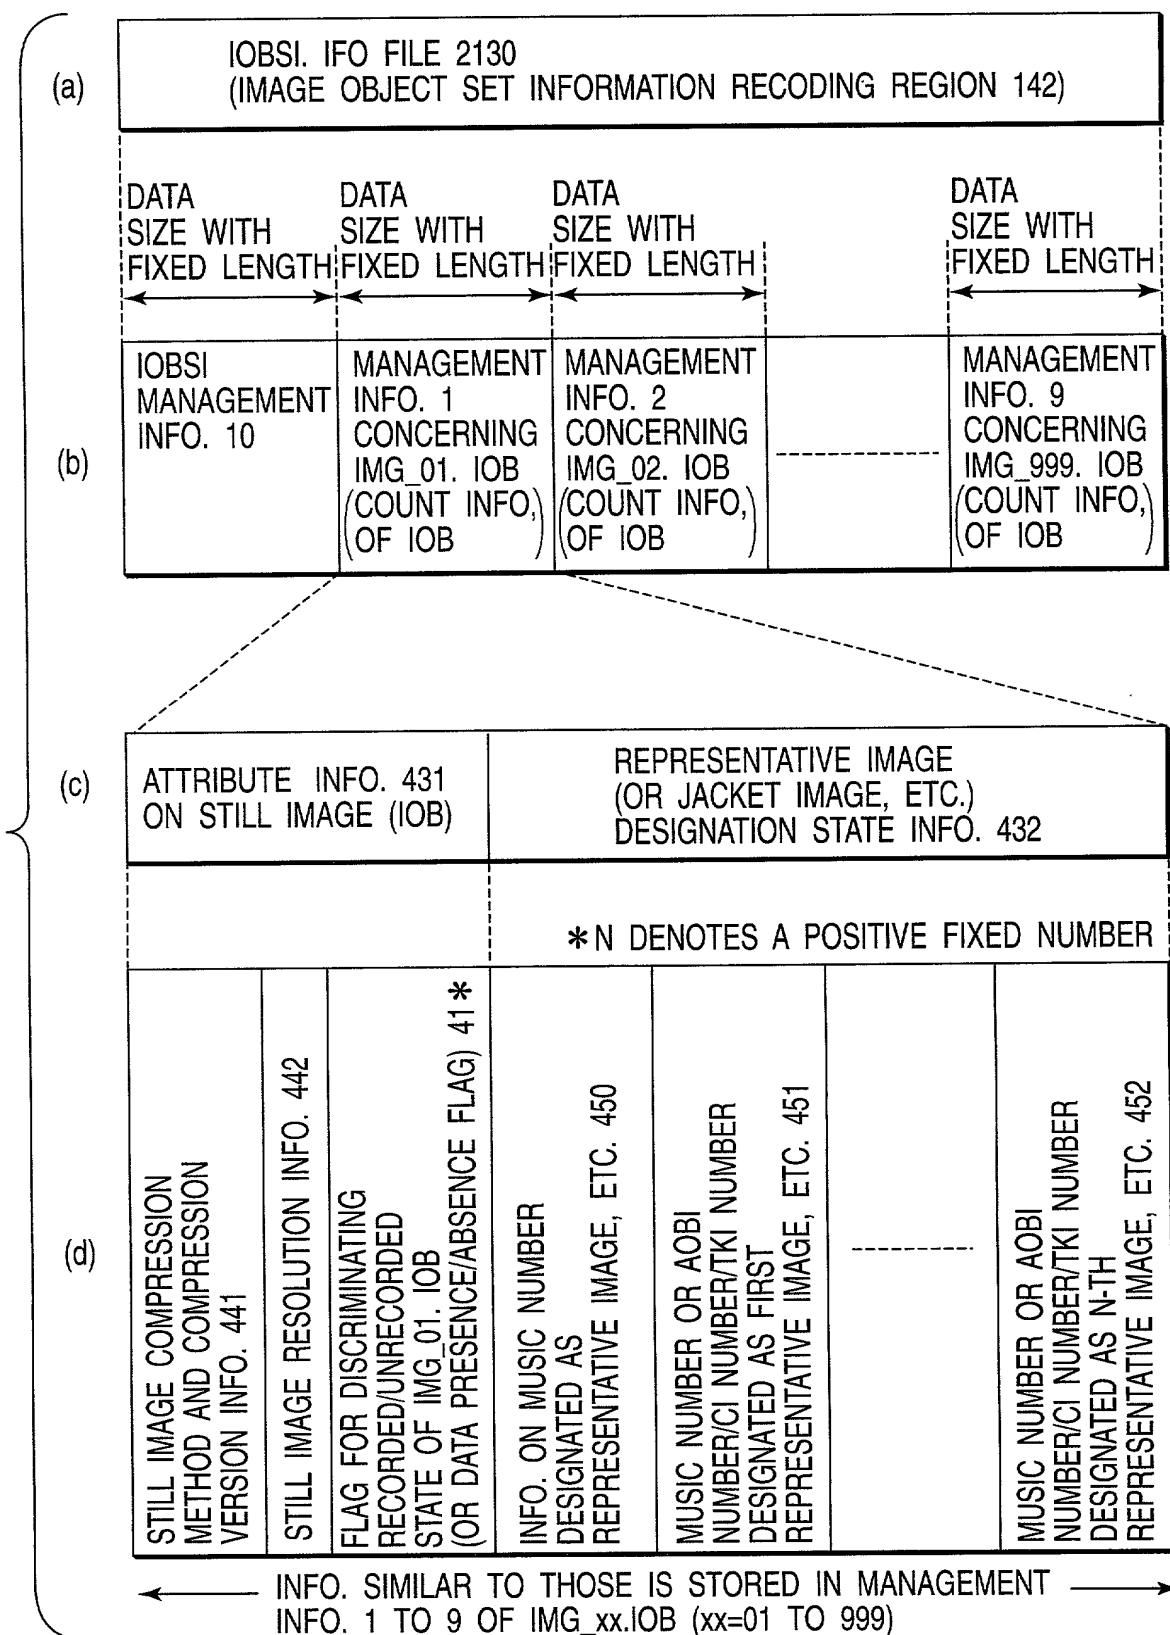 (a)
IOBSI. IFO FILE 2130
(IMAGE OBJECT SET INFORMATION RECODING REGION 142)
DATA
SIZE WITH
FIXED LENGTH
DATA
SIZE WITH
FIXED LENGTH
DATA
SIZE WITH
FIXED LENGTH
DATA
SIZE WITH
FIXED LENGTH
(b)
IOBSI
MANAGEMENT
INFO. 10
MANAGEMENT
INFO. 1
CONCERNING
IMG_01. IOB
(COUNT INFO,
OF IOB)
MANAGEMENT
INFO. 2
CONCERNING
IMG_02. IOB
(COUNT INFO,
OF IOB)
MANAGEMENT
INFO. 9
CONCERNING
IMG_999. IOB
(COUNT INFO,
OF IOB)
(c)
ATTRIBUTE INFO. 431
ON STILL IMAGE (IOB)
REPRESENTATIVE IMAGE
(OR JACKET IMAGE, ETC.)
DESIGNATION STATE INFO. 432
*N DENOTES A POSITIVE FIXED NUMBER
(d)
STILL IMAGE COMPRESSION
METHOD AND COMPRESSION
VERSION INFO. 441
STILL IMAGE RESOLUTION INFO. 442
FLAG FOR DISCRIMINATING
RECORDED/UNRECORDED
STATE OF IMG_01. IOB
(OR DATA PRESENCE/ABSENCE FLAG) 41*
INFO. ON MUSIC NUMBER
DESIGNATED AS
REPRESENTATIVE IMAGE, ETC. 450
MUSIC NUMBER OR AOBI
NUMBER/CI NUMBER/TKI NUMBER
DESIGNATED AS FIRST
REPRESENTATIVE IMAGE, ETC. 451
MUSIC NUMBER OR AOBI
NUMBER/CI NUMBER/TKI NUMBER
DESIGNATED AS N-TH
REPRESENTATIVE IMAGE, ETC. 452
INFO. SIMILAR TO THOSE IS STORED IN MANAGEMENT
INFO. 1 TO 9 OF IMG_xx.IOB (xx=01 TO 999)